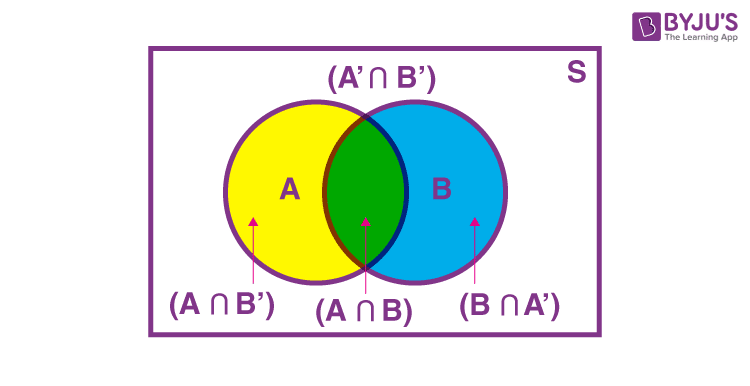 BYJU'S
The Learning App
(A’ ∩ B’)
S
A
B
(A ∩ B’)
(A ∩ B)
(B ∩ A’)